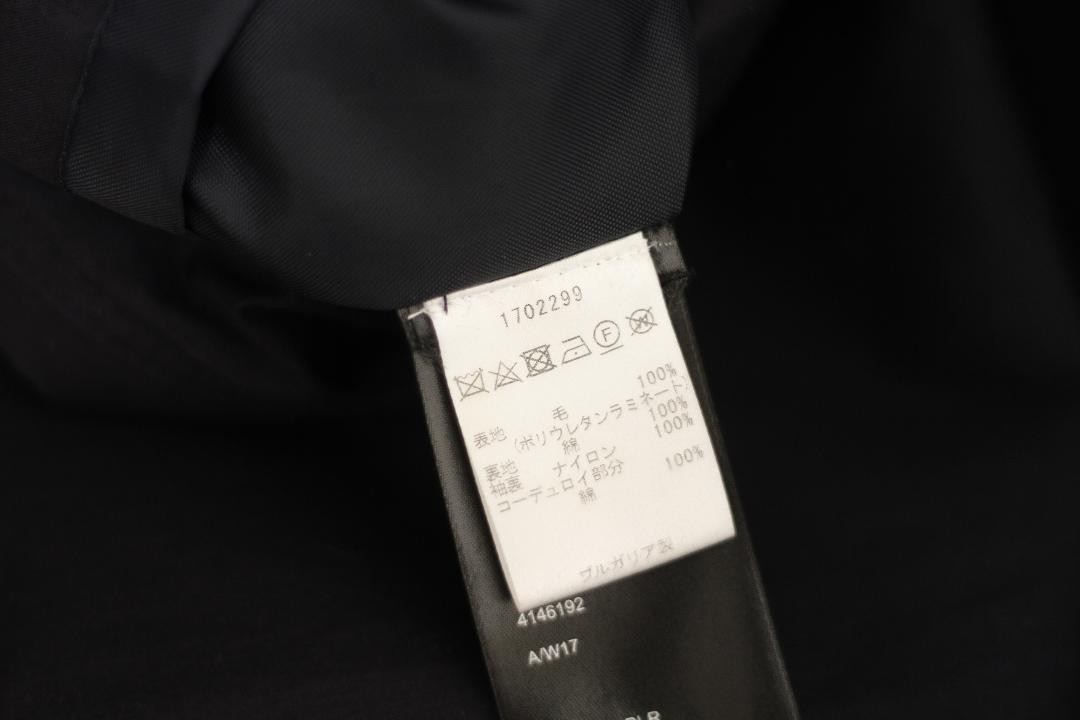 1702299
表地 毛 100%
(ポリウレタンラミネート)
裏地 綿 100%
袖裏 ナイロン 100%
コーデュロイ部分
綿 100%
ブルガリア製
4146192
A/W17